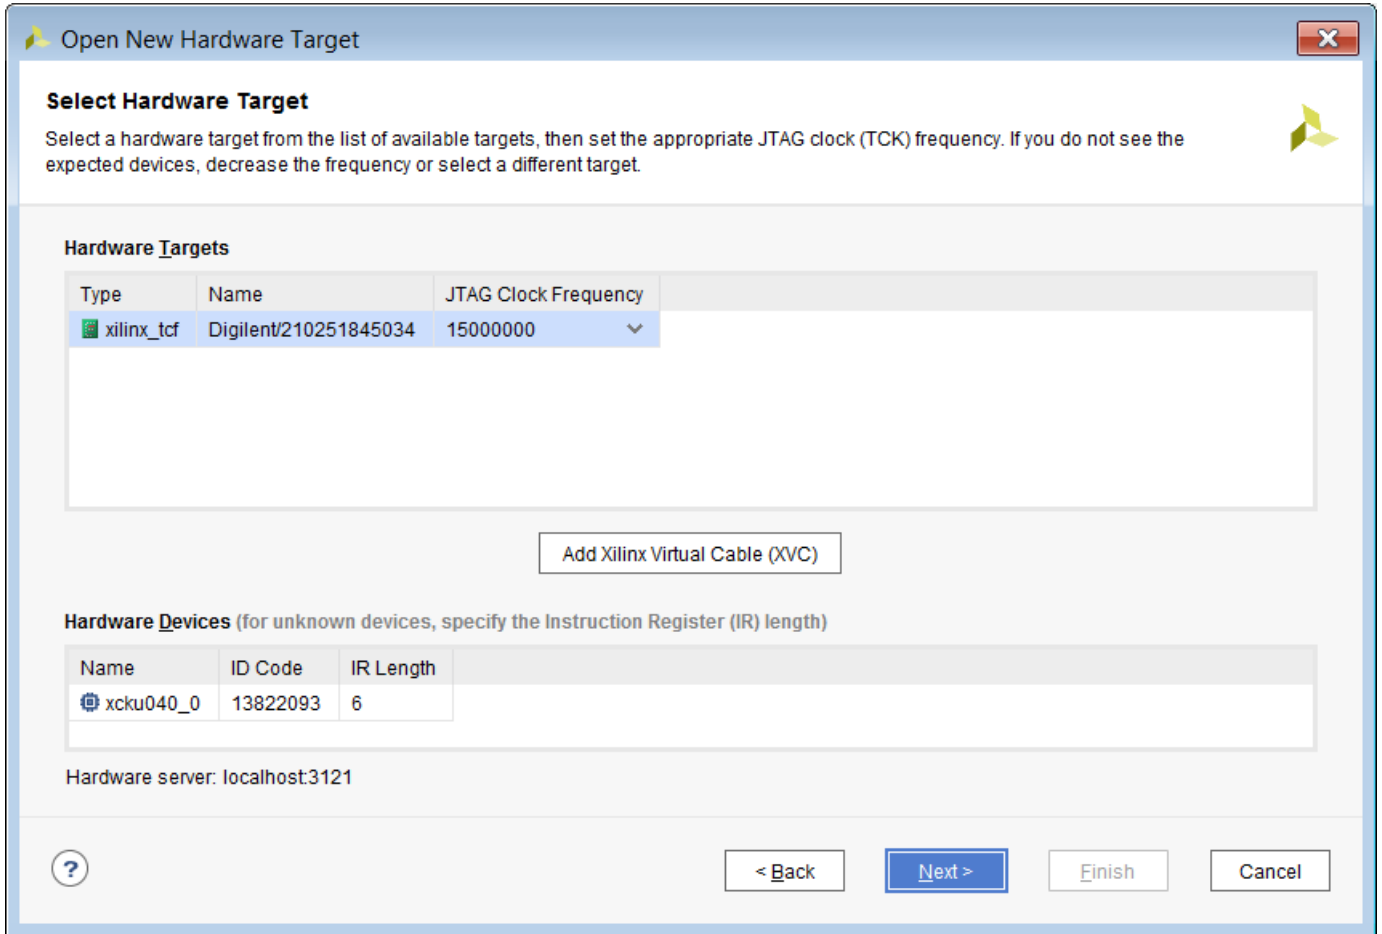 Open New Hardware Target
Select Hardware Target
Select a hardware target from the list of available targets, then set the appropriate JTAG clock (TCK) frequency. If you do not see the
expected devices, decrease the frequency or select a different target.
Hardware Targets
Type Name JTAG Clock Frequency
xilinx_tcf Digilent/210251845034 15000000
Add Xilinx Virtual Cable (XVC)
Hardware Devices (for unknown devices, specify the Instruction Register (IR) length)
Name ID Code IR Length
xcku040_0 13822093 6
Hardware server: localhost:3121
? < Back Next > Finish Cancel